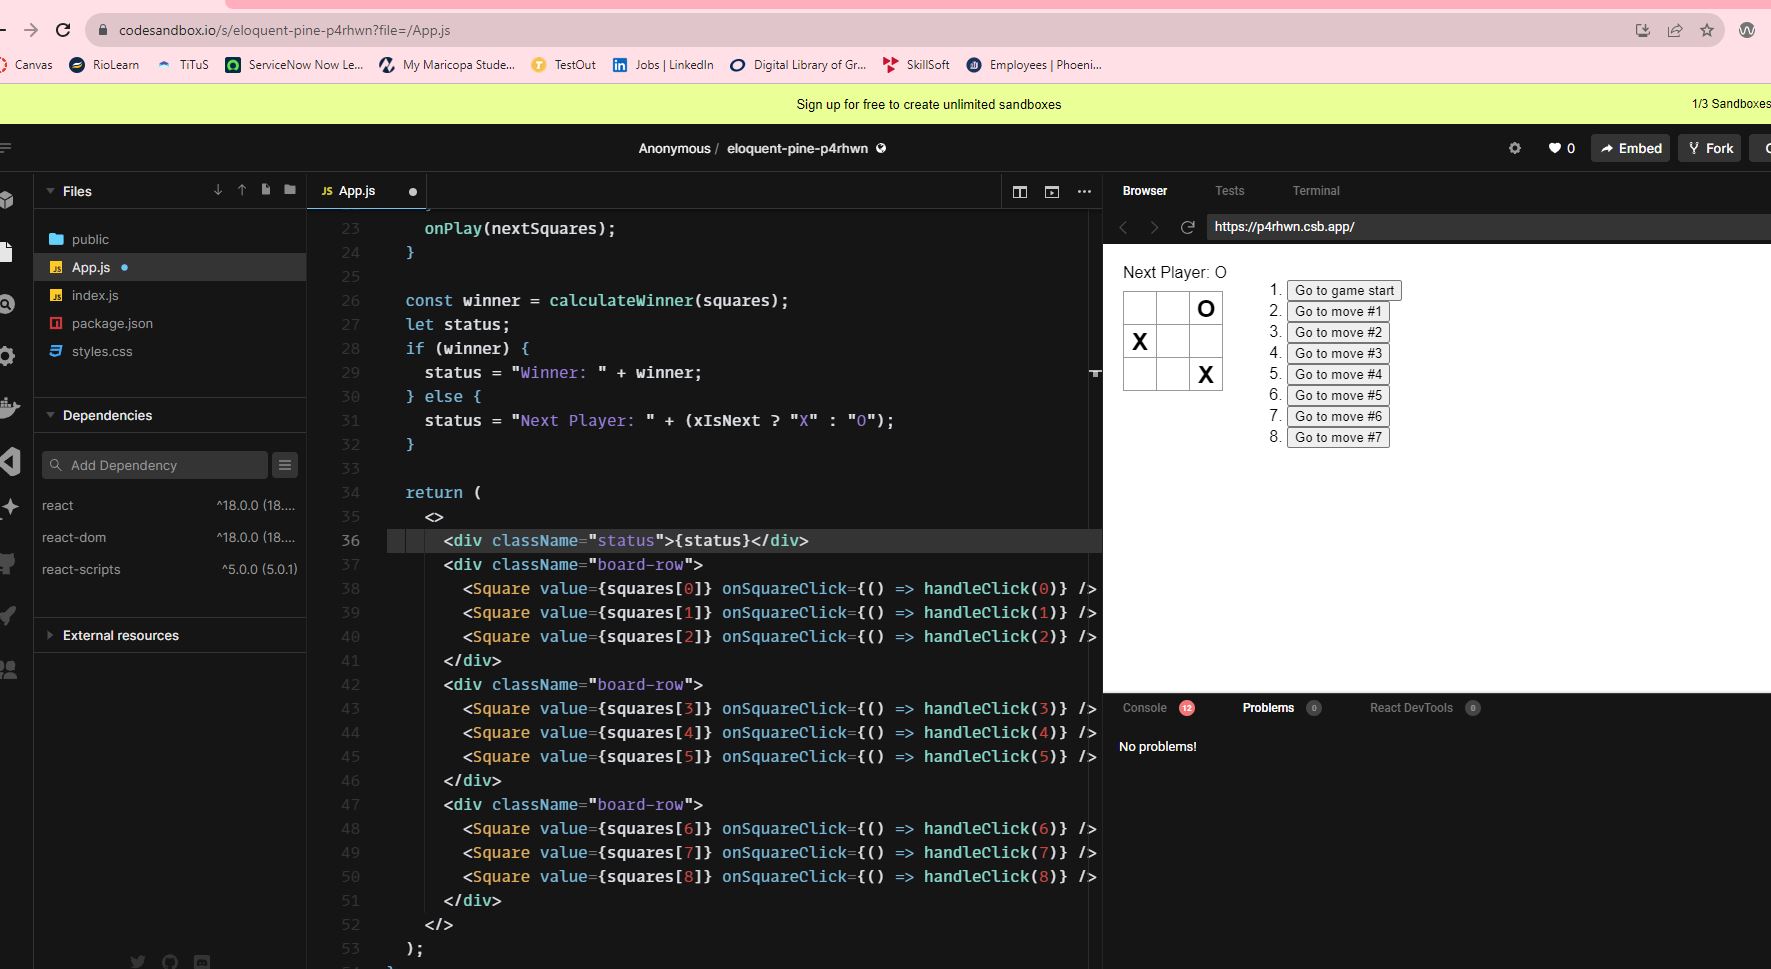 codesandbox.io/s/eloquent-pine-p4rhwn?file=/App.js
Canvas RioLearn TiTuS ServiceNow Now Le... My Maricopa Stude... TestOut Jobs | LinkedIn Digital Library of Gr... SkillSoft Employees | Phoeni...
Sign up for free to create unlimited sandboxes 1/3 Sandboxes
Anonymous / eloquent-pine-p4rhwn 0 Embed Fork
Files
public
App.js
index.js
package.json
styles.css
Dependencies
Add Dependency
react ^18.0.0 (18....
react-dom ^18.0.0 (18....
react-scripts ^5.0.0 (5.0.1)
External resources
JS App.js
23 onPlay(nextSquares);
24 }
25
26 const winner = calculateWinner(squares);
27 let status;
28 if (winner) {
29 status = "Winner: " + winner;
30 } else {
31 status = "Next Player: " + (xIsNext ? "X" : "O");
32 }
33
34 return (
35 <>
36 <div className="status">{status}</div>
37 <div className="board-row">
38 <Square value={squares[0]} onSquareClick={() => handleClick(0)} />
39 <Square value={squares[1]} onSquareClick={() => handleClick(1)} />
40 <Square value={squares[2]} onSquareClick={() => handleClick(2)} />
41 </div>
42 <div className="board-row">
43 <Square value={squares[3]} onSquareClick={() => handleClick(3)} />
44 <Square value={squares[4]} onSquareClick={() => handleClick(4)} />
45 <Square value={squares[5]} onSquareClick={() => handleClick(5)} />
46 </div>
47 <div className="board-row">
48 <Square value={squares[6]} onSquareClick={() => handleClick(6)} />
49 <Square value={squares[7]} onSquareClick={() => handleClick(7)} />
50 <Square value={squares[8]} onSquareClick={() => handleClick(8)} />
51 </div>
52 </>
53 );
Browser Tests Terminal
https://p4rhwn.csb.app/
Next Player: O
O
X
X
1. Go to game start
2. Go to move #1
3. Go to move #2
4. Go to move #3
5. Go to move #4
6. Go to move #5
7. Go to move #6
8. Go to move #7
Console 12 Problems 0 React DevTools 0
No problems!